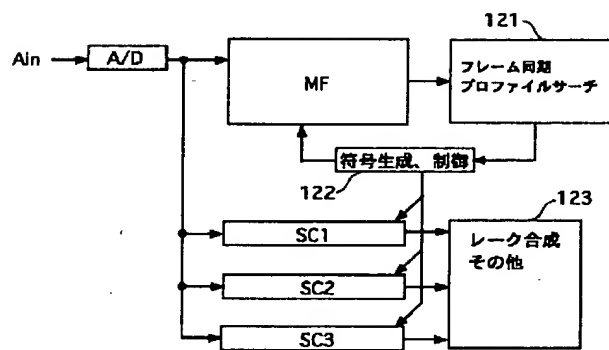 121
Ain
A/D
MF
フレーム同期
プロファイルサーチ
符号生成、制御
122
123
SC1
レーク合成
その他
SC2
SC3